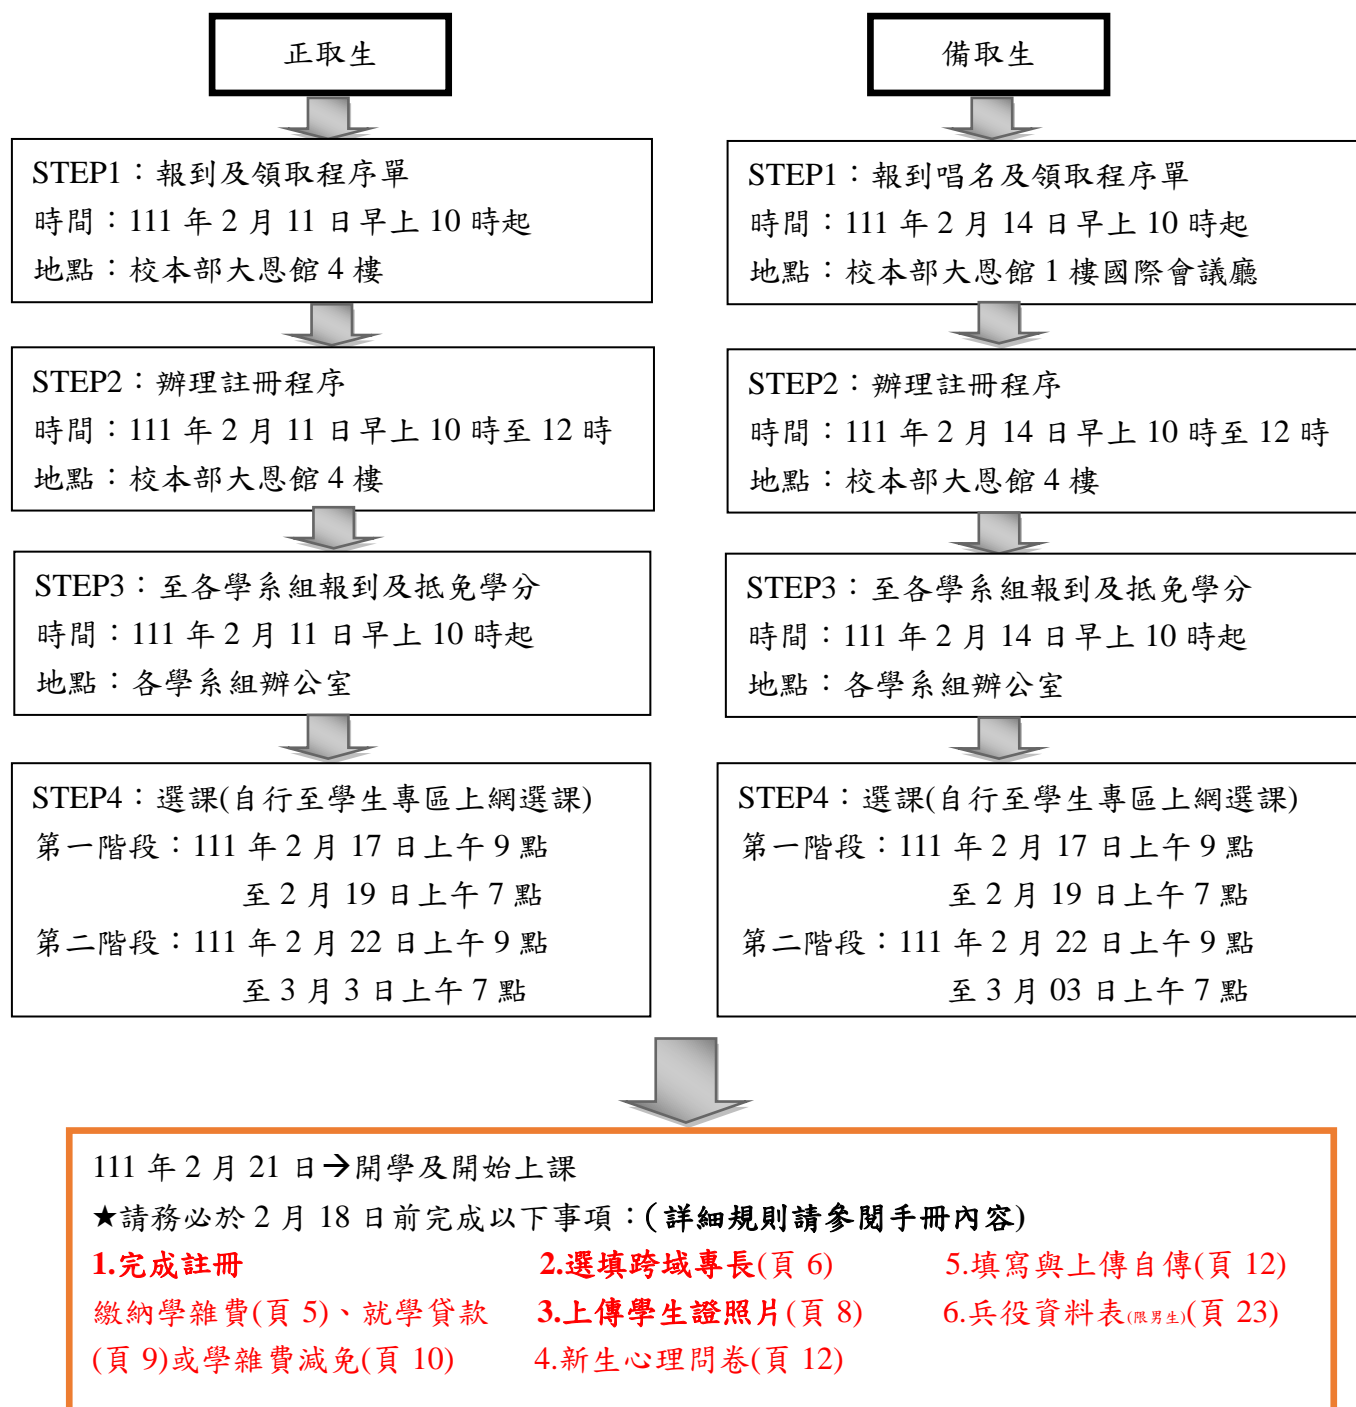 正取生
STEP1：報到及領取程序單
時間：111 年 2 月 11 日早上 10 時起
地點：校本部大恩館 4 樓
STEP2：辦理註冊程序
時間：111 年 2 月 11 日早上 10 時至 12 時
地點：校本部大恩館 4 樓
STEP3：至各學系組報到及抵免學分
時間：111 年 2 月 11 日早上 10 時起
地點：各學系組辦公室
STEP4：選課(自行至學生專區上網選課)
第一階段：111 年 2 月 17 日上午 9 點
至 2 月 19 日上午 7 點
第二階段：111 年 2 月 22 日上午 9 點
至 3 月 3 日上午 7 點
備取生
STEP1：報到唱名及領取程序單
時間：111 年 2 月 14 日早上 10 時起
地點：校本部大恩館 1 樓國際會議廳
STEP2：辦理註冊程序
時間：111 年 2 月 14 日早上 10 時至 12 時
地點：校本部大恩館 4 樓
STEP3：至各學系組報到及抵免學分
時間：111 年 2 月 14 日早上 10 時起
地點：各學系組辦公室
STEP4：選課(自行至學生專區上網選課)
第一階段：111 年 2 月 17 日上午 9 點
至 2 月 19 日上午 7 點
第二階段：111 年 2 月 22 日上午 9 點
至 3 月 03 日上午 7 點
111 年 2 月 21 日→開學及開始上課
★請務必於 2 月 18 日前完成以下事項：(詳細規則請參閱手冊內容)
1.完成註冊
繳納學雜費(頁 5)、就學貸款
(頁 9)或學雜費減免(頁 10)
2.選填跨域專長(頁 6)
3.上傳學生證照片(頁 8)
4.新生心理問卷(頁 12)
5.填寫與上傳自傳(頁 12)
6.兵役資料表(限男生)(頁 23)